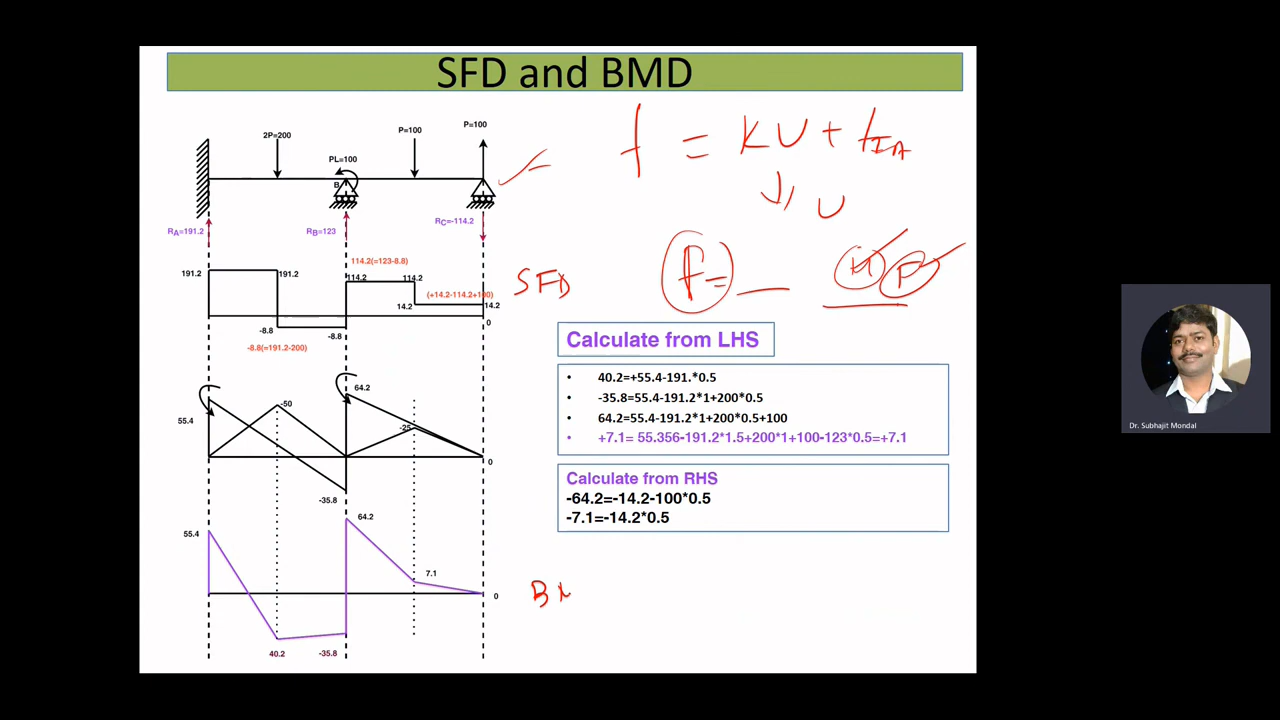 SFD and BMD
2P=200
P=100
P=100
PL=100
B
f = KU + f
U
RA=191.2
RB=123
RC=-114.2
f =
M P
191.2
191.2
114.2(=123-8.8)
114.2
114.2
(+14.2-114.2+100)
14.2
14.2
0
-8.8
-8.8
-8.8(=191.2-200)
SFD
Calculate from LHS
• 40.2=+55.4-191.*0.5
• -35.8=55.4-191.2*1+200*0.5
• 64.2=55.4-191.2*1+200*0.5+100
• +7.1= 55.356-191.2*1.5+200*1+100-123*0.5=+7.1
64.2
-50
55.4
-25
0
-35.8
Calculate from RHS
-64.2=-14.2-100*0.5
-7.1=-14.2*0.5
64.2
55.4
7.1
0
40.2
-35.8
B
Dr. Subhajit Mondal